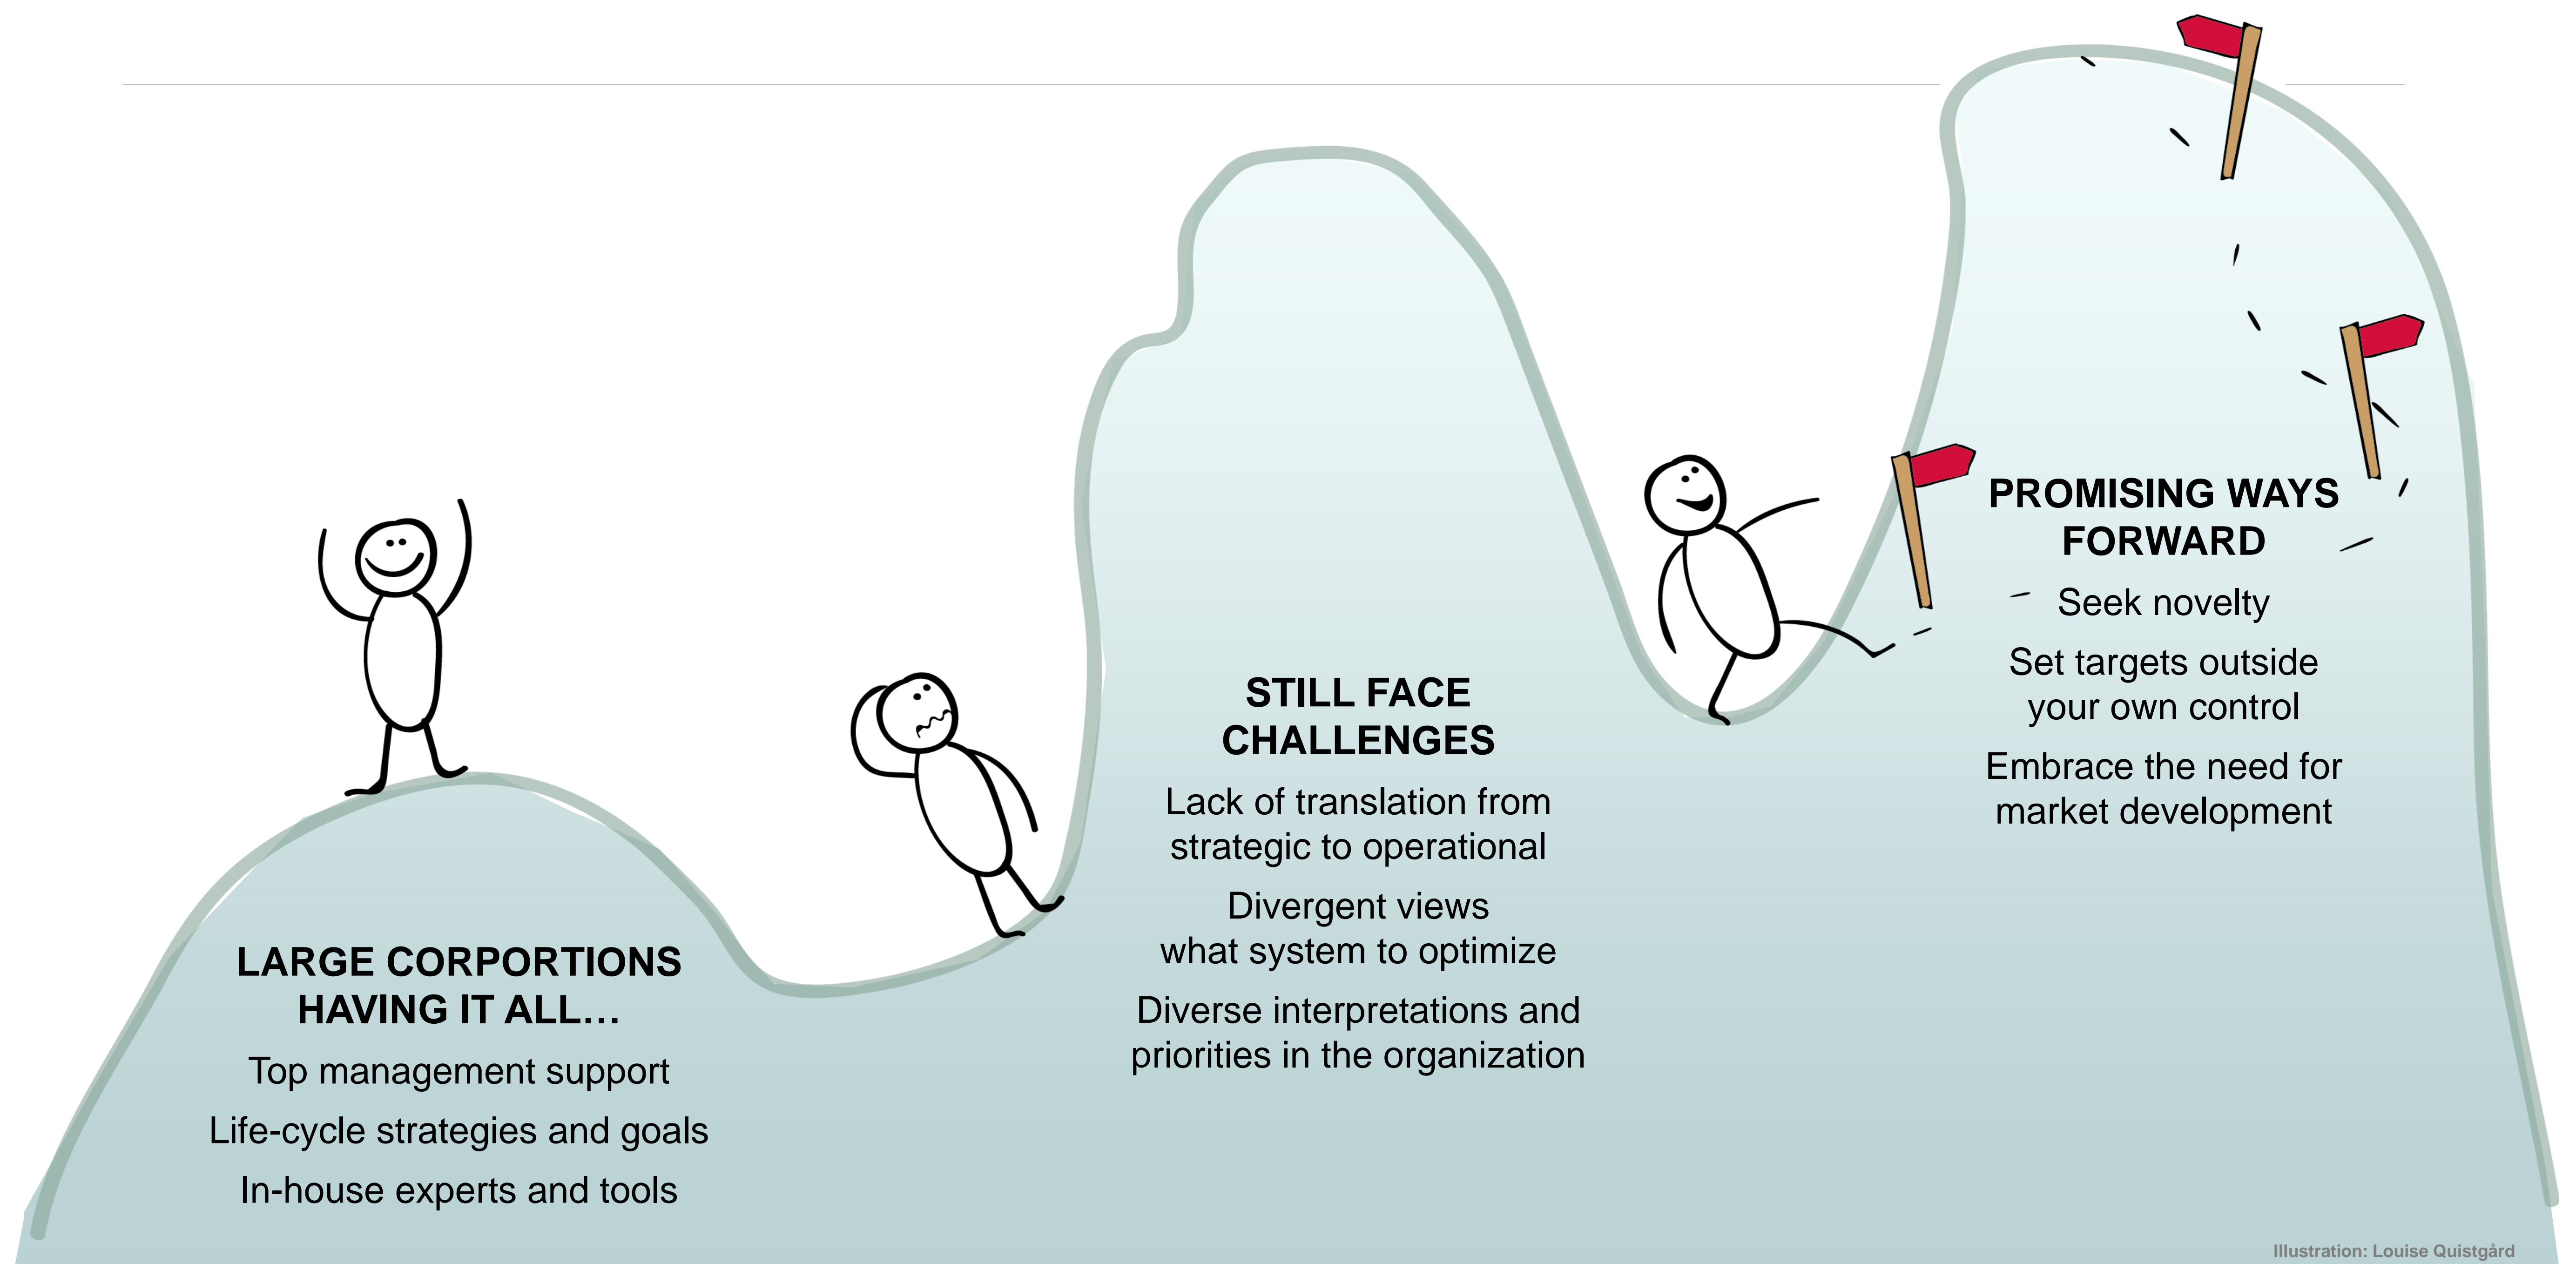 LARGE CORPORTIONS
HAVING IT ALL…
Top management support
Life-cycle strategies and goals
In-house experts and tools
STILL FACE
CHALLENGES
Lack of translation from
strategic to operational
Divergent views
what system to optimize
Diverse interpretations and
priorities in the organization
PROMISING WAYS
FORWARD
Seek novelty
Set targets outside
your own control
Embrace the need for
market development
Illustration: Louise Quistgård